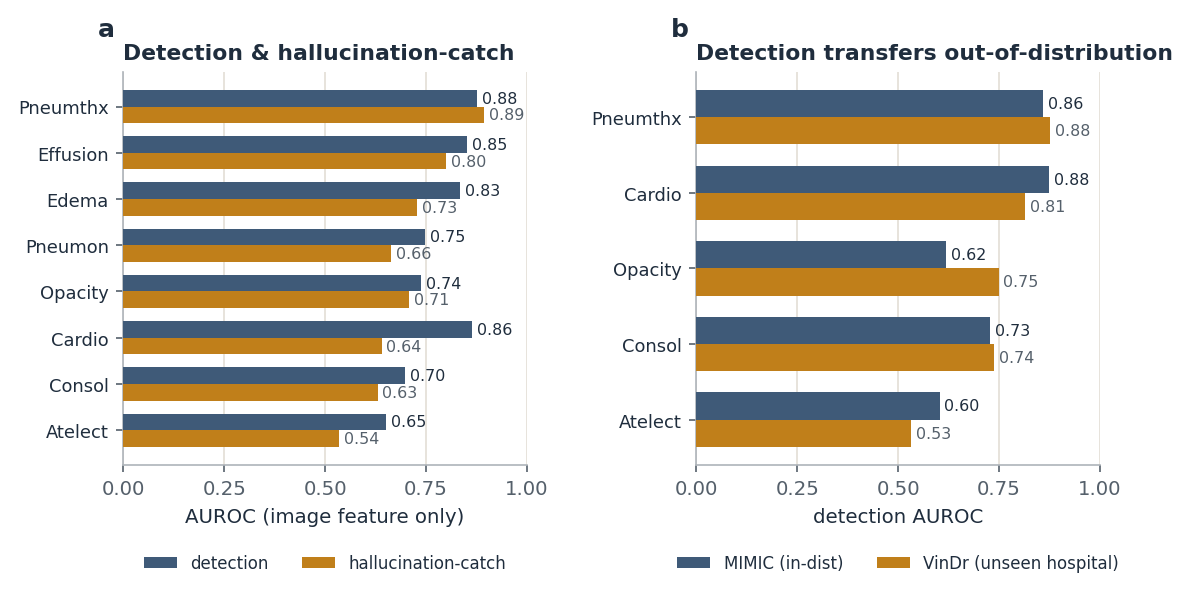 a
Detection & hallucination-catch
Pneumthx
0.88
0.89
Effusion
0.85
0.80
Edema
0.83
0.73
Pneumon
0.75
0.66
Opacity
0.74
0.71
Cardio
0.86
0.64
Consol
0.70
0.63
Atelect
0.65
0.54
0.00 0.25 0.50 0.75 1.00
AUROC (image feature only)
detection hallucination-catch
b
Detection transfers out-of-distribution
Pneumthx
0.86
0.88
Cardio
0.88
0.81
Opacity
0.62
0.75
Consol
0.73
0.74
Atelect
0.60
0.53
0.00 0.25 0.50 0.75 1.00
detection AUROC
MIMIC (in-dist) VinDr (unseen hospital)